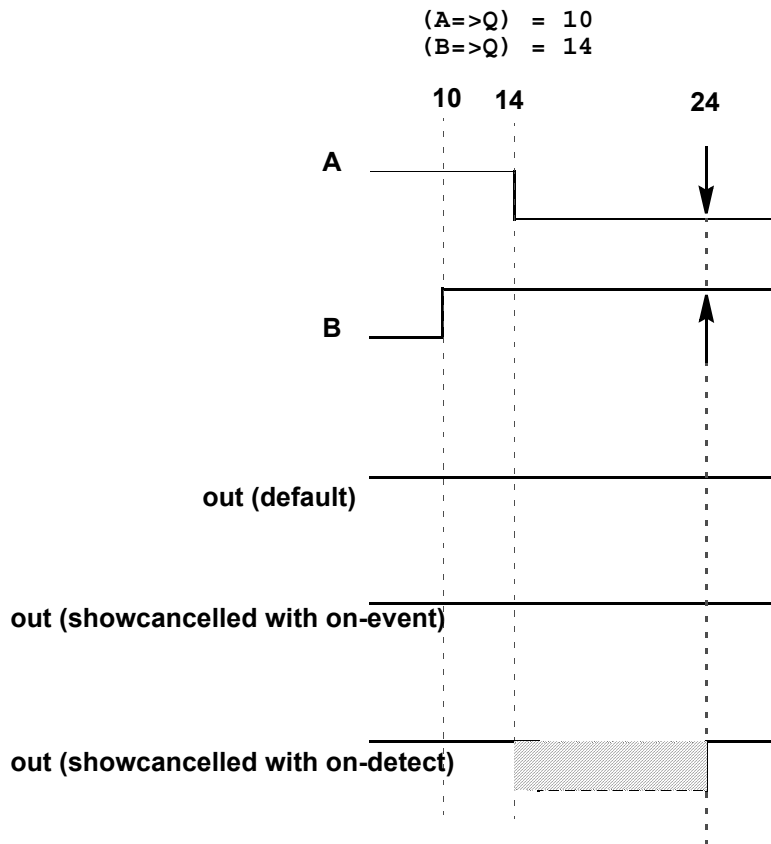 (A=>Q) = 10
(B=>Q) = 14
10 14 24
A
B
out (default)
out (showcancelled with on-event)
out (showcancelled with on-detect)